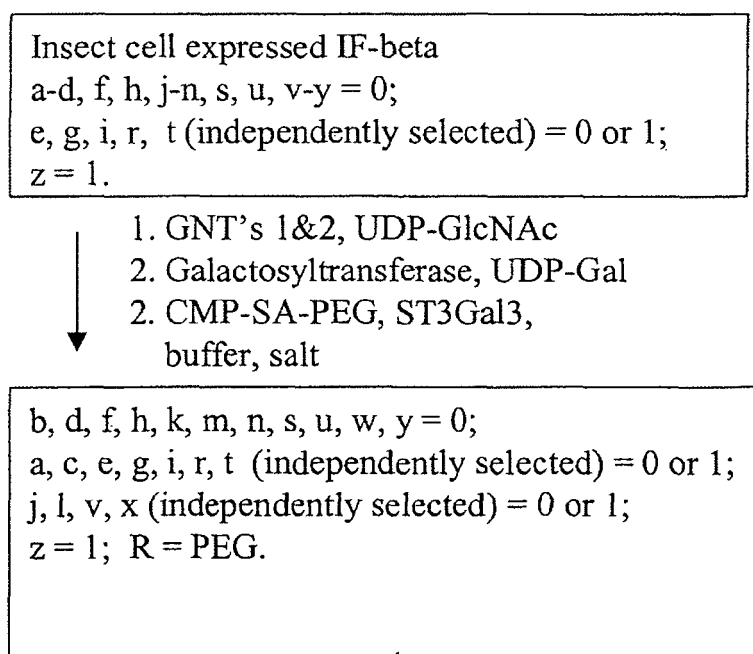 Insect cell expressed IF-beta
a-d, f, h, j-n, s, u, v-y = 0;
e, g, i, r, t (independently selected) = 0 or 1;
z = 1.
1. GNT's 1&2, UDP-GlcNAc
2. Galactosyltransferase, UDP-Gal
2. CMP-SA-PEG, ST3Gal3,
buffer, salt
b, d, f, h, k, m, n, s, u, w, y = 0;
a, c, e, g, i, r, t (independently selected) = 0 or 1;
j, l, v, x (independently selected) = 0 or 1;
z = 1; R = PEG.